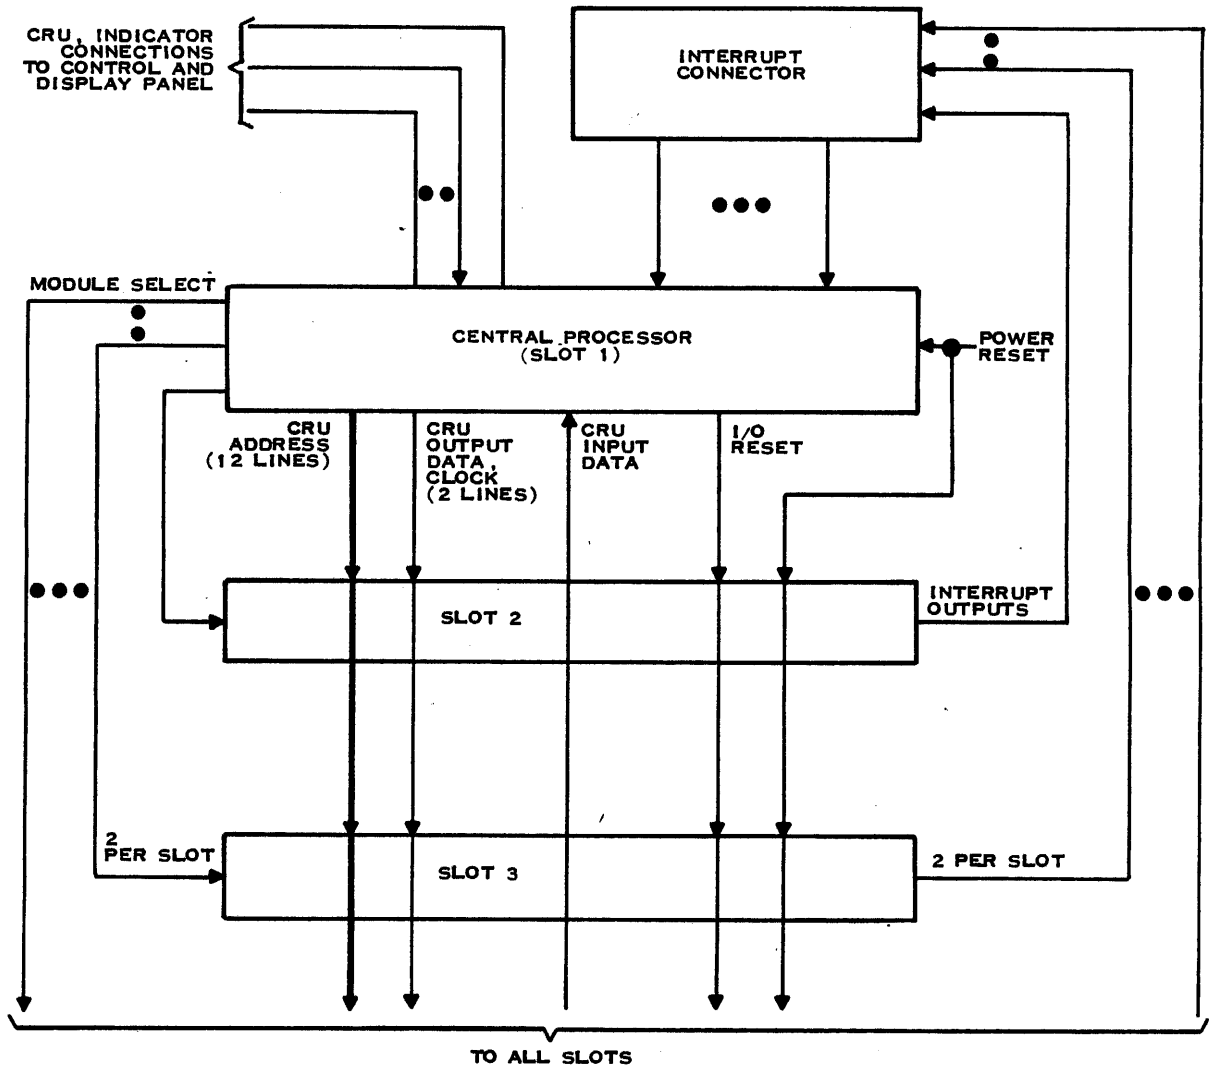 CRU, INDICATOR
CONNECTIONS
TO CONTROL AND
DISPLAY PANEL
INTERRUPT
CONNECTOR
MODULE SELECT
CENTRAL PROCESSOR
(SLOT 1)
POWER
RESET
CRU
ADDRESS
(12 LINES)
CRU
OUTPUT
DATA,
CLOCK
(2 LINES)
CRU
INPUT
DATA
I/O
RESET
SLOT 2
INTERRUPT
OUTPUTS
2
PER SLOT
SLOT 3
2 PER SLOT
TO ALL SLOTS